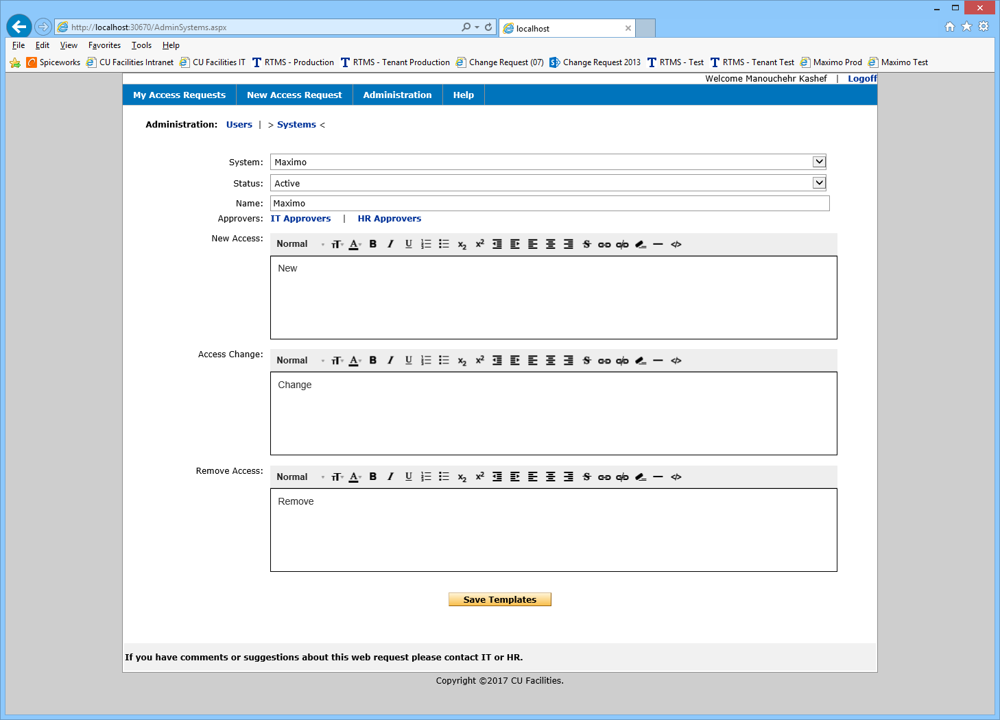 http://localhost:30670/AdminSystems.aspx
localhost
File Edit View Favorites Tools Help
Spiceworks CU Facilities Intranet CU Facilities IT RTMS - Production RTMS - Tenant Production Change Request (07) Change Request 2013 RTMS - Test RTMS - Tenant Test Maximo Prod Maximo Test
Welcome Manouchehr Kashef | Logoff
My Access Requests New Access Request Administration Help
Administration: Users | > Systems <
System: Maximo
Status: Active
Name: Maximo
Approvers: IT Approvers | HR Approvers
New Access: Normal
New
Access Change: Normal
Change
Remove Access: Normal
Remove
Save Templates
If you have comments or suggestions about this web request please contact IT or HR.
Copyright ©2017 CU Facilities.